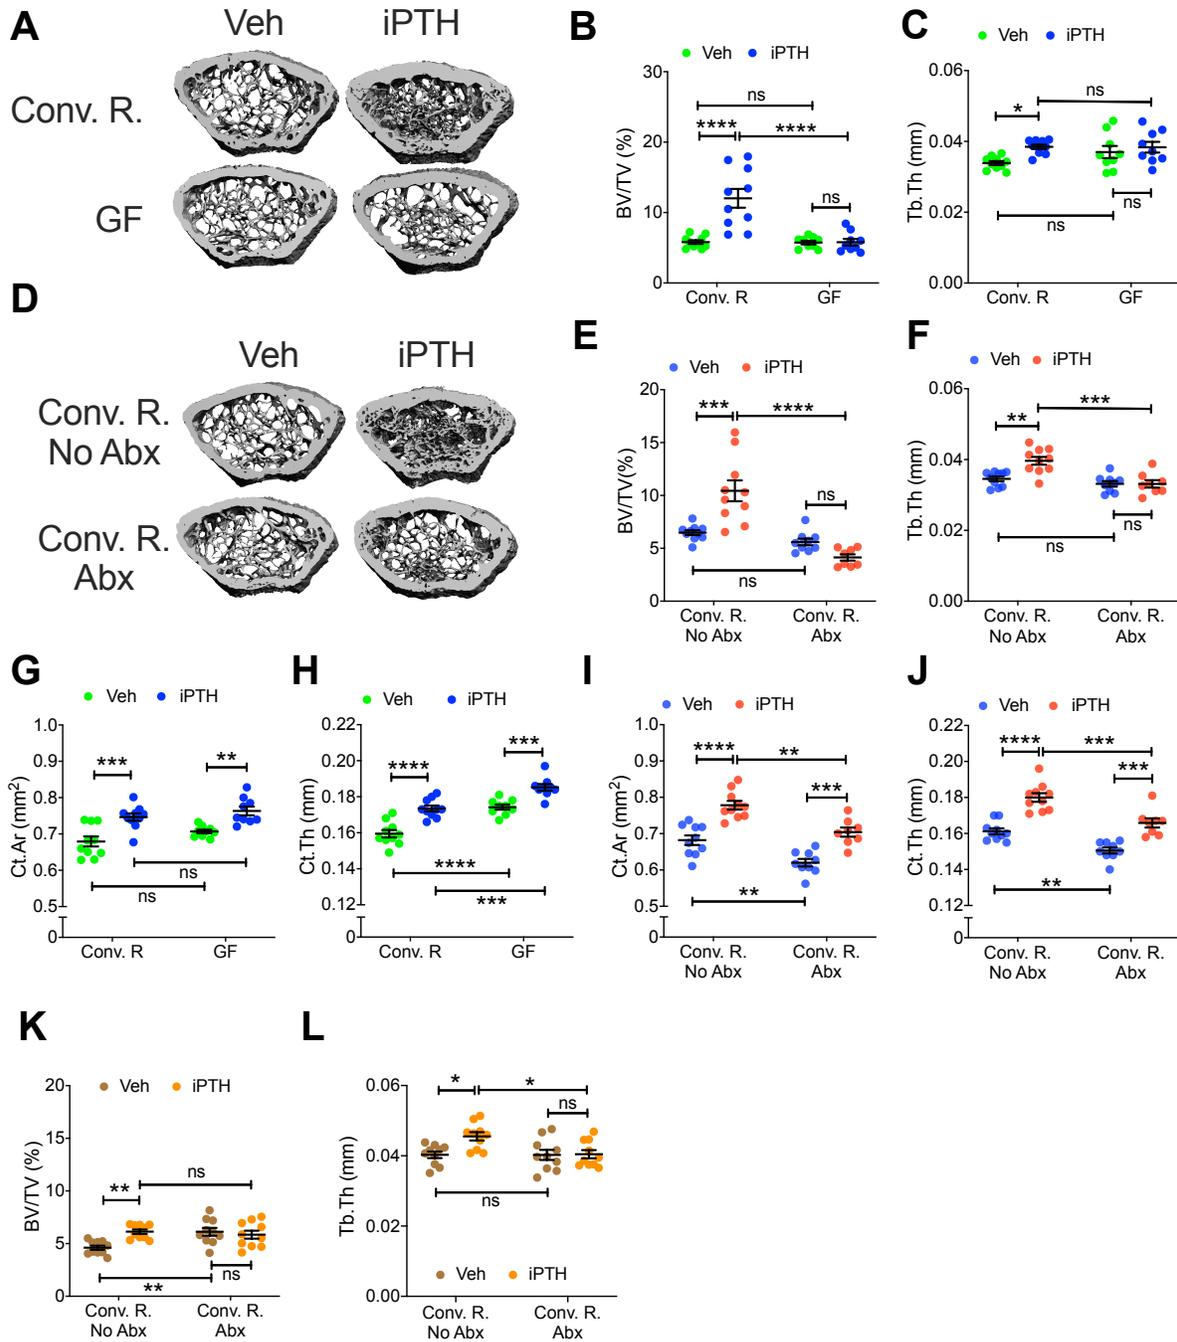 A
Veh iPTH
Conv. R.
GF
B
Veh iPTH
BV/TV (%)
30
20
10
0
ns
****
****
ns
Conv. R GF
C
Veh iPTH
Tb.Th (mm)
0.06
0.04
0.02
0.00
ns
*
ns
ns
Conv. R GF
D
Veh iPTH
Conv. R.
No Abx
Conv. R.
Abx
E
Veh iPTH
BV/TV(%)
20
15
10
5
0
***
****
ns
ns
Conv. R. Conv. R.
No Abx Abx
F
Veh iPTH
Tb.Th (mm)
0.06
0.04
0.02
0.00
***
**
ns
ns
Conv. R. Conv. R.
No Abx Abx
G
Veh iPTH
Ct.Ar (mm²)
1.0
0.9
0.8
0.7
0.6
0.5
0
***
**
ns
ns
Conv. R GF
H
Veh iPTH
Ct.Th (mm)
0.22
0.20
0.18
0.16
0.14
0.12
0
****
***
****
***
Conv. R GF
I
Veh iPTH
Ct.Ar (mm²)
1.0
0.9
0.8
0.7
0.6
0.5
0
****
**
***
**
Conv. R. Conv. R.
No Abx Abx
J
Veh iPTH
Ct.Th (mm)
0.22
0.20
0.18
0.16
0.14
0.12
0
****
***
***
**
Conv. R. Conv. R.
No Abx Abx
K
Veh iPTH
BV/TV (%)
20
15
10
5
0
ns
**
ns
**
Conv. R. Conv. R.
No Abx Abx
L
Tb.Th (mm)
0.06
0.04
0.02
0.00
*
*
ns
ns
Veh iPTH
Conv. R. Conv. R.
No Abx Abx